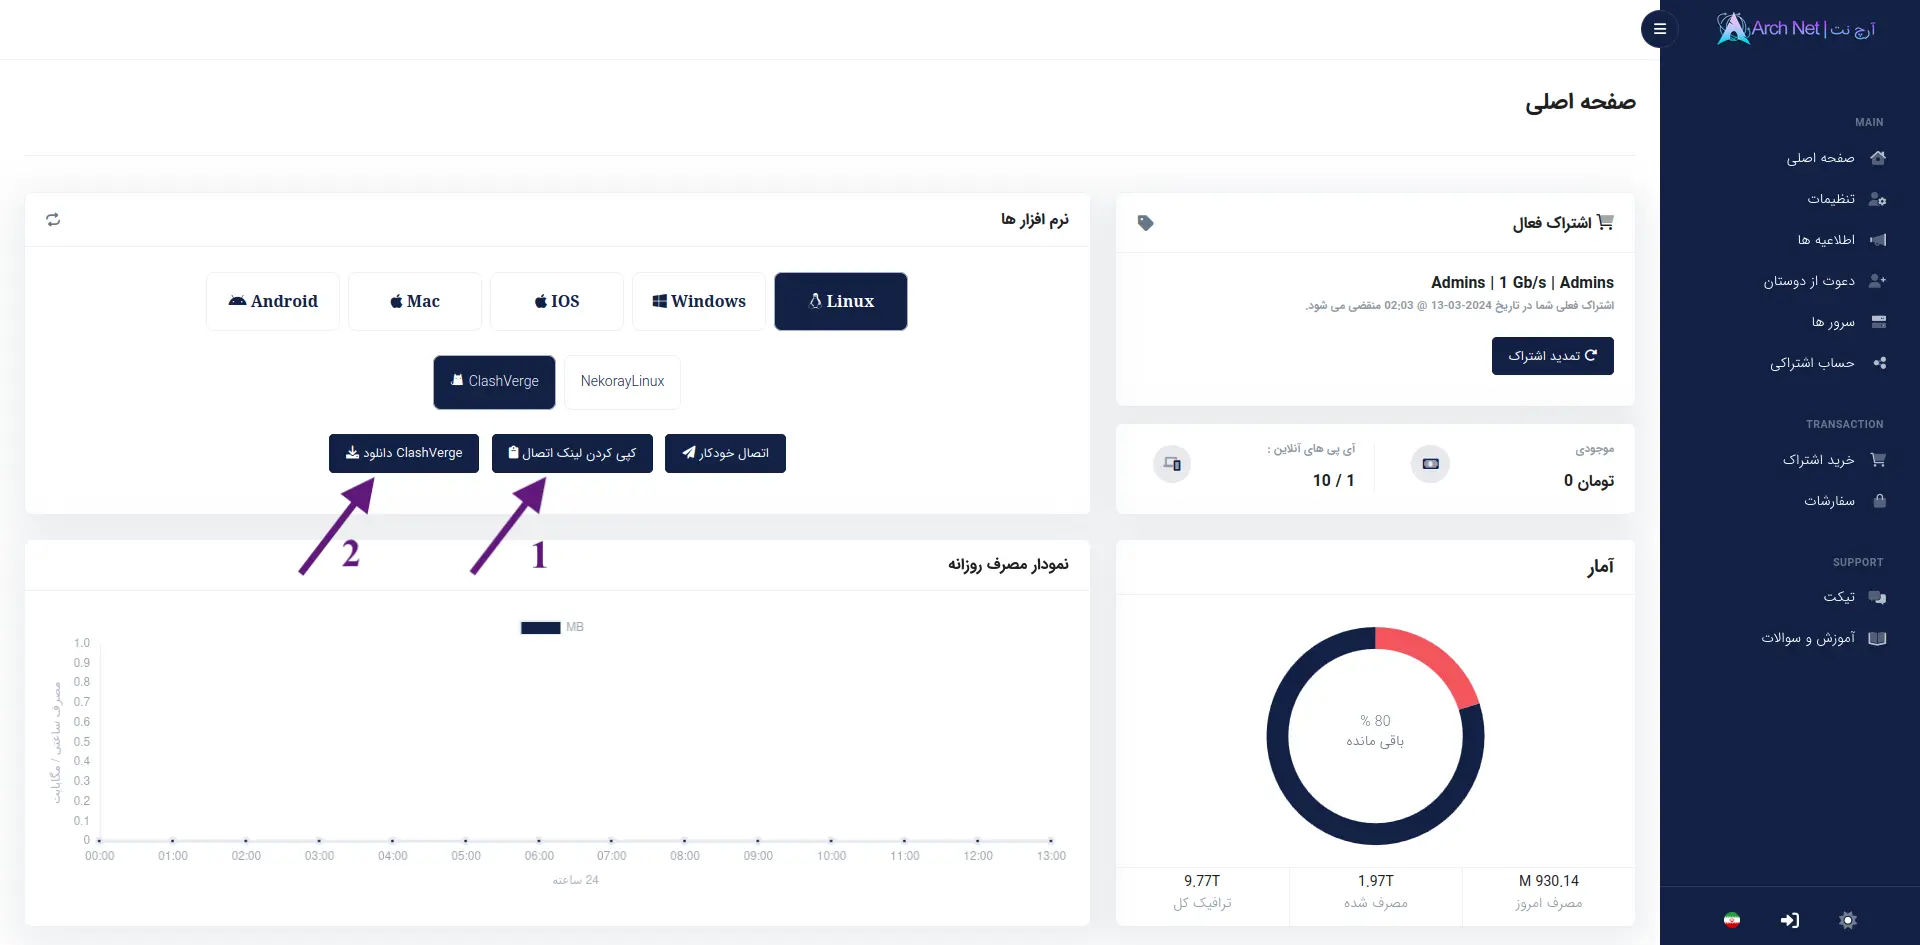 Arch Net | آرچ نت
MAIN
صفحه اصلی
تنظیمات
اطلاعیه ها
دعوت از دوستان
سرور ها
حساب اشتراکی
TRANSACTION
خرید اشتراک
سفارشات
SUPPORT
تیکت
آموزش و سوالات
صفحه اصلی
اشتراک فعال
Admins | 1 Gb/s | Admins
اشتراک فعلی شما در تاریخ 2024-03-13 @ 02:03 منقضی می شود.
تمدید اشتراک
موجودی
0 تومان
آی پی های آنلاین :
1 / 10
نرم افزار ها
Android
Mac
IOS
Windows
Linux
ClashVerge
NekorayLinux
دانلود ClashVerge
کپی کردن لینک اتصال
اتصال خودکار
2
1
نمودار مصرف روزانه
MB
مصرف ساعتی / مگابایت
1.0
0.9
0.8
0.7
0.6
0.5
0.4
0.3
0.2
0.1
0
00:00 01:00 02:00 03:00 04:00 05:00 06:00 07:00 08:00 09:00 10:00 11:00 12:00 13:00
24 ساعته
آمار
% 80
باقی مانده
930.14 M
مصرف امروز
1.97T
مصرف شده
9.77T
ترافیک کل